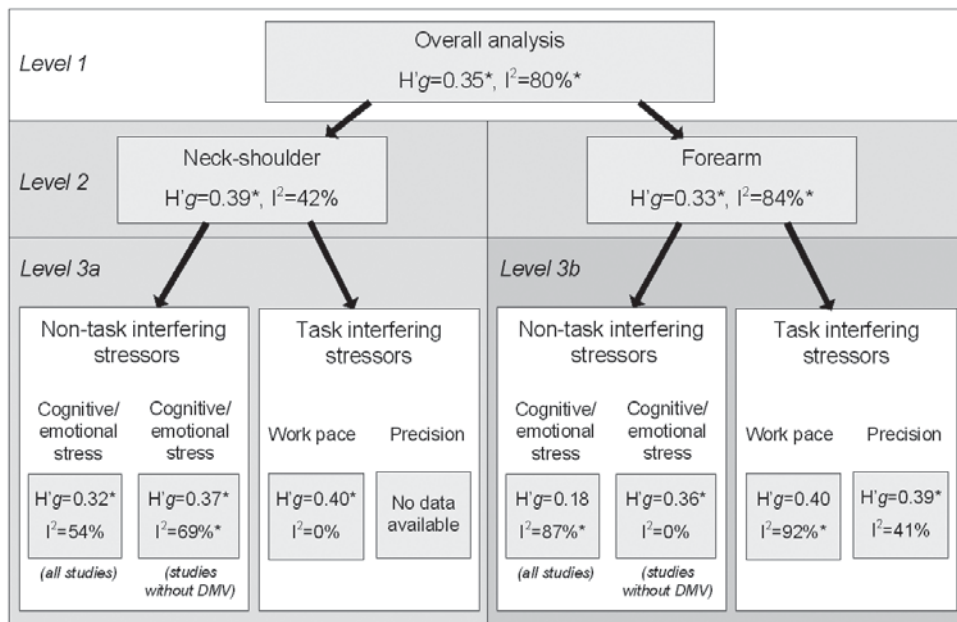 Level 1
Overall analysis
H'g=0.35*, I²=80%*
Level 2
Neck-shoulder
H'g=0.39*, I²=42%
Forearm
H'g=0.33*, I²=84%*
Level 3a
Non-task interfering
stressors
Cognitive/
emotional
stress
H'g=0.32*
I²=54%
(all studies)
Cognitive/
emotional
stress
H'g=0.37*
I²=69%*
(studies
without DMV)
Task interfering
stressors
Work pace
H'g=0.40*
I²=0%
Precision
No data
available
Level 3b
Non-task interfering
stressors
Cognitive/
emotional
stress
H'g=0.18
I²=87%*
(all studies)
Cognitive/
emotional
stress
H'g=0.36*
I²=0%
(studies
without DMV)
Task interfering
stressors
Work pace
H'g=0.40
I²=92%*
Precision
H'g=0.39*
I²=41%